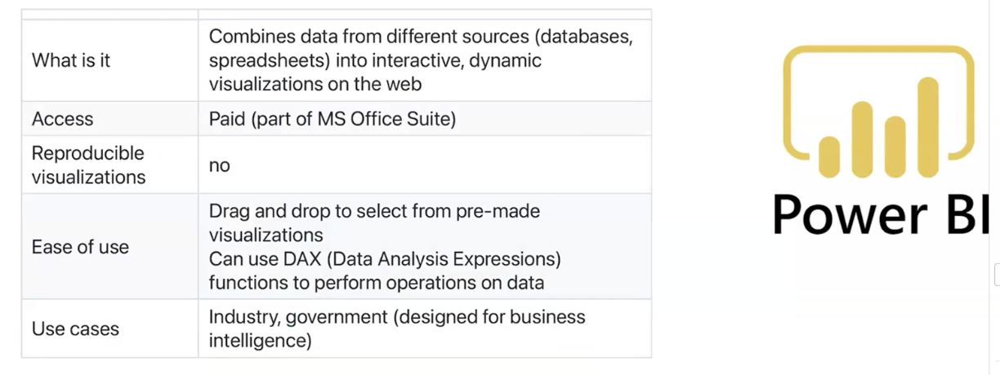 What is it
Combines data from different sources (databases,
spreadsheets) into interactive, dynamic
visualizations on the web
Access
Paid (part of MS Office Suite)
Reproducible
visualizations
no
Ease of use
Drag and drop to select from pre-made
visualizations
Can use DAX (Data Analysis Expressions)
functions to perform operations on data
Use cases
Industry, government (designed for business
intelligence)
Power BI